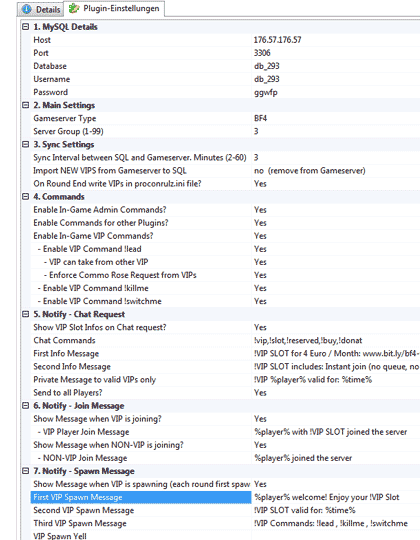 Details Plugin-Einstellungen
1. MySQL Details
Host 176.57.176.57
Port 3306
Database db_293
Username db_293
Password ggwfp
2. Main Settings
Gameserver Type BF4
Server Group (1-99) 3
3. Sync Settings
Sync Interval between SQL and Gameserver. Minutes (2-60) 3
Import NEW VIPS from Gameserver to SQL no (remove from Gameserver)
On Round End write VIPs in proconrulz.ini file? Yes
4. Commands
Enable In-Game Admin Commands? Yes
Enable Commands for other Plugins? Yes
Enable In-Game VIP Commands? Yes
- Enable VIP Command !lead Yes
- VIP can take from other VIP Yes
- Enforce Commo Rose Request from VIPs Yes
- Enable VIP Command !killme Yes
- Enable VIP Command !switchme Yes
5. Notify - Chat Request
Show VIP Slot Infos on Chat request? Yes
Chat Commands !vip,!slot,!reserved,!buy,!donat
First Info Message !VIP SLOT for 4 Euro / Month: www.bit.ly/bf4-
Second Info Message !VIP SLOT includes: Instant join (no queue, no
Private Message to valid VIPs only !VIP %player% valid for: %time%
Send to all Players? Yes
6. Notify - Join Message
Show Message when VIP is joining? Yes
- VIP Player Join Message %player% with !VIP SLOT joined the server
Show Message when NON-VIP is joining? Yes
- NON-VIP Join Message %player% joined the server
7. Notify - Spawn Message
Show Message when VIP is spawning (each round first spaw Yes
First VIP Spawn Message %player% welcome! Enjoy your !VIP Slot
Second VIP Spawn Message !VIP SLOT valid for: %time%
Third VIP Spawn Message !VIP Commands: !lead , !killme , !switchme
VIP Spawn Yell